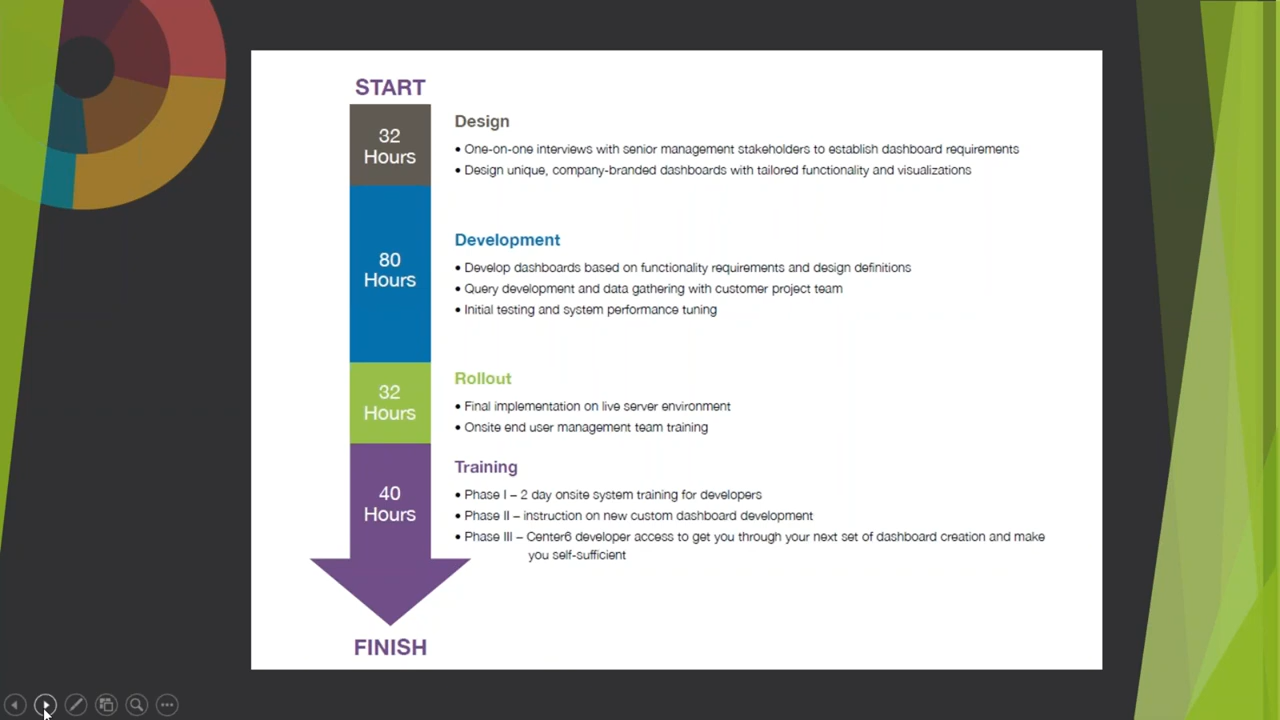 START
32
Hours
Design
• One-on-one interviews with senior management stakeholders to establish dashboard requirements
• Design unique, company-branded dashboards with tailored functionality and visualizations
80
Hours
Development
• Develop dashboards based on functionality requirements and design definitions
• Query development and data gathering with customer project team
• Initial testing and system performance tuning
32
Hours
Rollout
• Final implementation on live server environment
• Onsite end user management team training
40
Hours
Training
• Phase I – 2 day onsite system training for developers
• Phase II – instruction on new custom dashboard development
• Phase III – Center6 developer access to get you through your next set of dashboard creation and make
you self-sufficient
FINISH